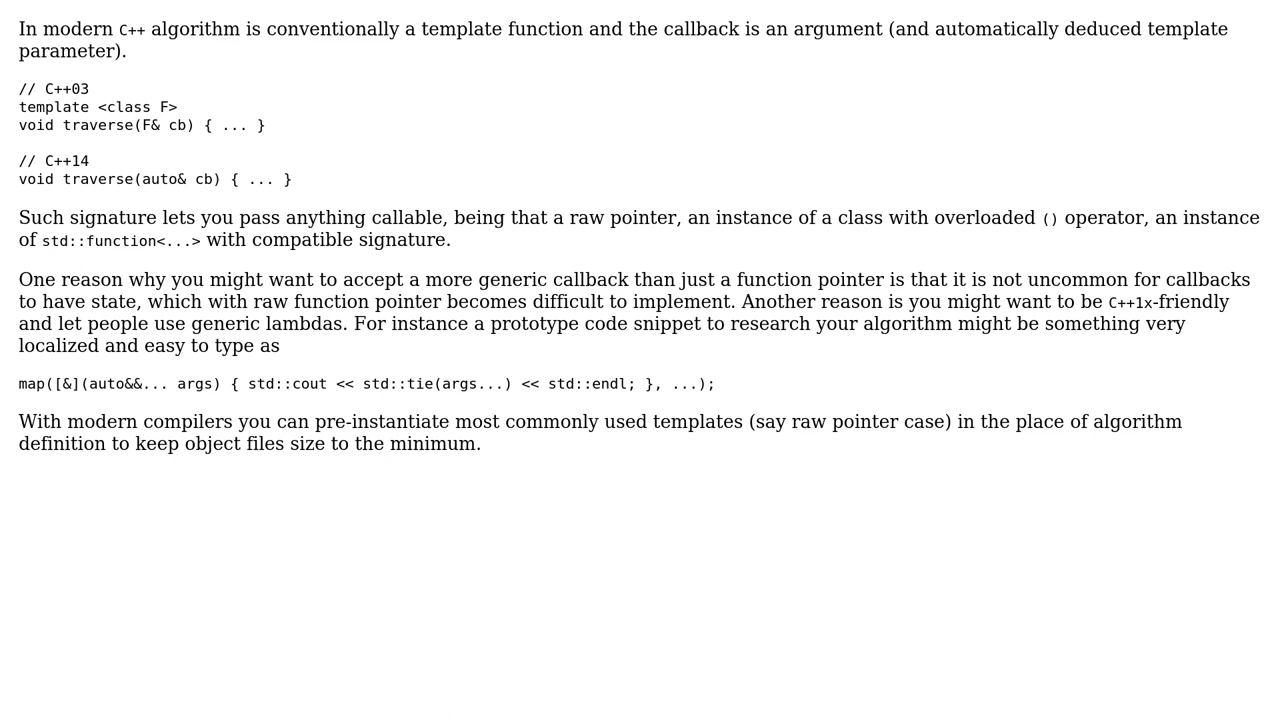 In modern C++ algorithm is conventionally a template function and the callback is an argument (and automatically deduced template
parameter).
// C++03
template <class F>
void traverse(F& cb) { ... }
// C++14
void traverse(auto& cb) { ... }
Such signature lets you pass anything callable, being that a raw pointer, an instance of a class with overloaded () operator, an instance
of std::function<...> with compatible signature.
One reason why you might want to accept a more generic callback than just a function pointer is that it is not uncommon for callbacks
to have state, which with raw function pointer becomes difficult to implement. Another reason is you might want to be C++1x-friendly
and let people use generic lambdas. For instance a prototype code snippet to research your algorithm might be something very
localized and easy to type as
map([&](auto&&... args) { std::cout << std::tie(args...) << std::endl; }, ...);
With modern compilers you can pre-instantiate most commonly used templates (say raw pointer case) in the place of algorithm
definition to keep object files size to the minimum.